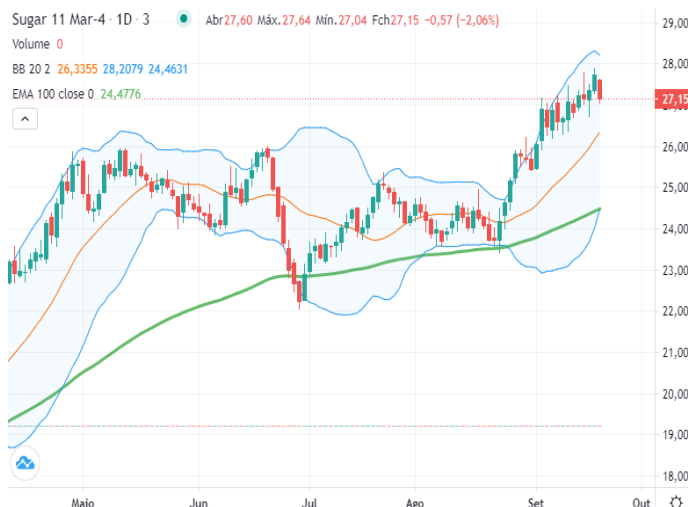 Sugar 11 Mar-4 · 1D · 3 Abr27,60 Máx.27,64 Mín.27,04 Fch27,15 −0,57 (−2,06%)
Volume 0
BB 20 2 26,3355 28,2079 24,4631
EMA 100 close 0 24,4776
29,00
28,00
27,15
26,00
25,00
24,00
23,00
22,00
21,00
20,00
19,00
18,00
Maio Jun Jul Ago Set Out